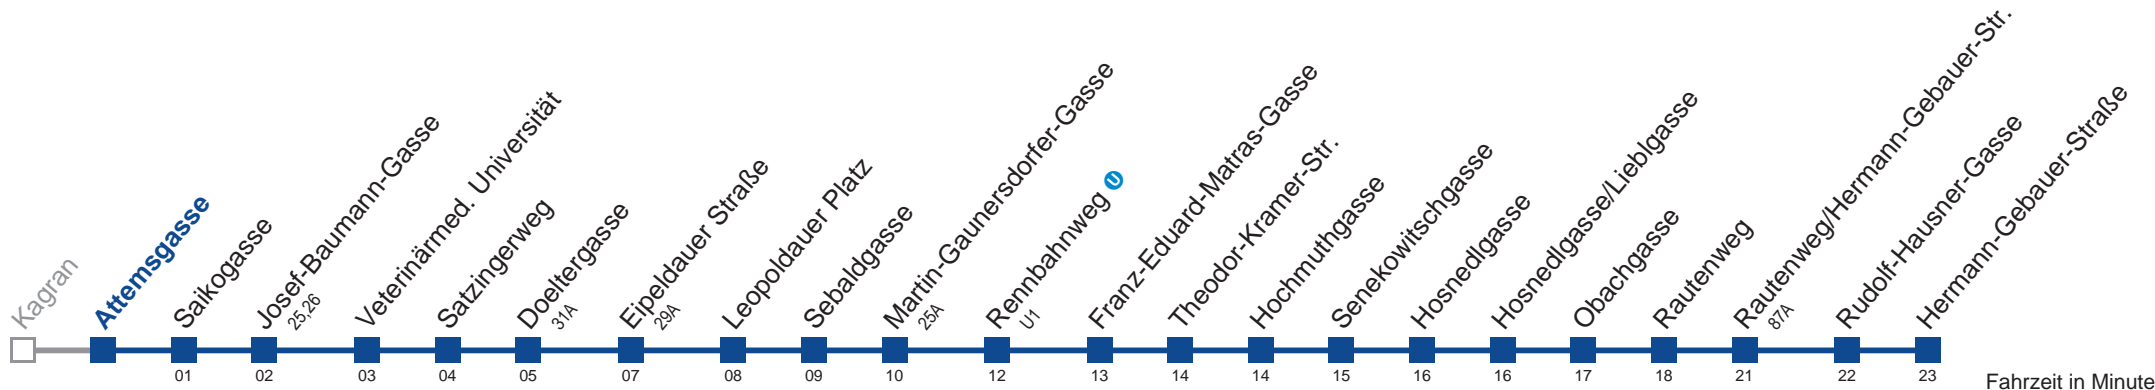 Kagran
Attemsgasse
Saikogasse
Josef-Baumann-Gasse
25,26
Veterinärmed. Universität
Satzingerweg
Doeltergasse
31A
Eipeldauer Straße
29A
Leopoldauer Platz
Sebaldgasse
Martin-Gaunersdorfer-Gasse
25A
Rennbahnweg U
U1
Franz-Eduard-Matras-Gasse
Theodor-Kramer-Str.
Hochmuthgasse
Senekowitschgasse
Hosnedlgasse
Hosnedlgasse/Lieblgasse
Obachgasse
Rautenweg
Rautenweg/Hermann-Gebauer-Str.
87A
Rudolf-Hausner-Gasse
Hermann-Gebauer-Straße
01 02 03 04 05 07 08 09 10 12 13 14 14 15 16 16 17 18 21 22 23
Fahrzeit in Minute